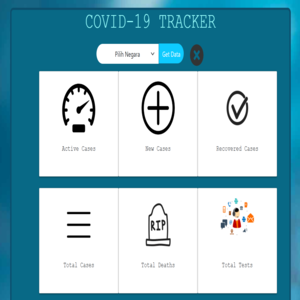 COVID-19 TRACKER
Pilih Negara
Get Data
X
Active Cases
New Cases
Recovered Cases
RIP
Total Cases
Total Deaths
Total Tests